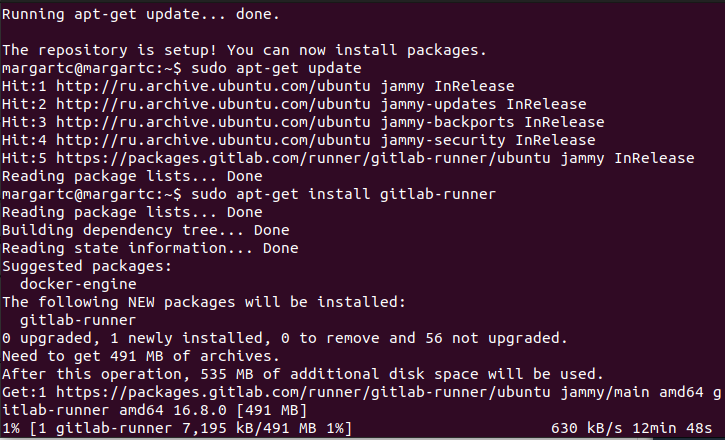 Running apt-get update... done.

The repository is setup! You can now install packages.
margartc@margartc:~$ sudo apt-get update
Hit:1 http://ru.archive.ubuntu.com/ubuntu jammy InRelease
Hit:2 http://ru.archive.ubuntu.com/ubuntu jammy-updates InRelease
Hit:3 http://ru.archive.ubuntu.com/ubuntu jammy-backports InRelease
Hit:4 http://ru.archive.ubuntu.com/ubuntu jammy-security InRelease
Hit:5 https://packages.gitlab.com/runner/gitlab-runner/ubuntu jammy InRelease
Reading package lists... Done
margartc@margartc:~$ sudo apt-get install gitlab-runner
Reading package lists... Done
Building dependency tree... Done
Reading state information... Done
Suggested packages:
  docker-engine
The following NEW packages will be installed:
  gitlab-runner
0 upgraded, 1 newly installed, 0 to remove and 56 not upgraded.
Need to get 491 MB of archives.
After this operation, 535 MB of additional disk space will be used.
Get:1 https://packages.gitlab.com/runner/gitlab-runner/ubuntu jammy/main amd64 g
itlab-runner amd64 16.8.0 [491 MB]
1% [1 gitlab-runner 7,195 kB/491 MB 1%]                      630 kB/s 12min 48s